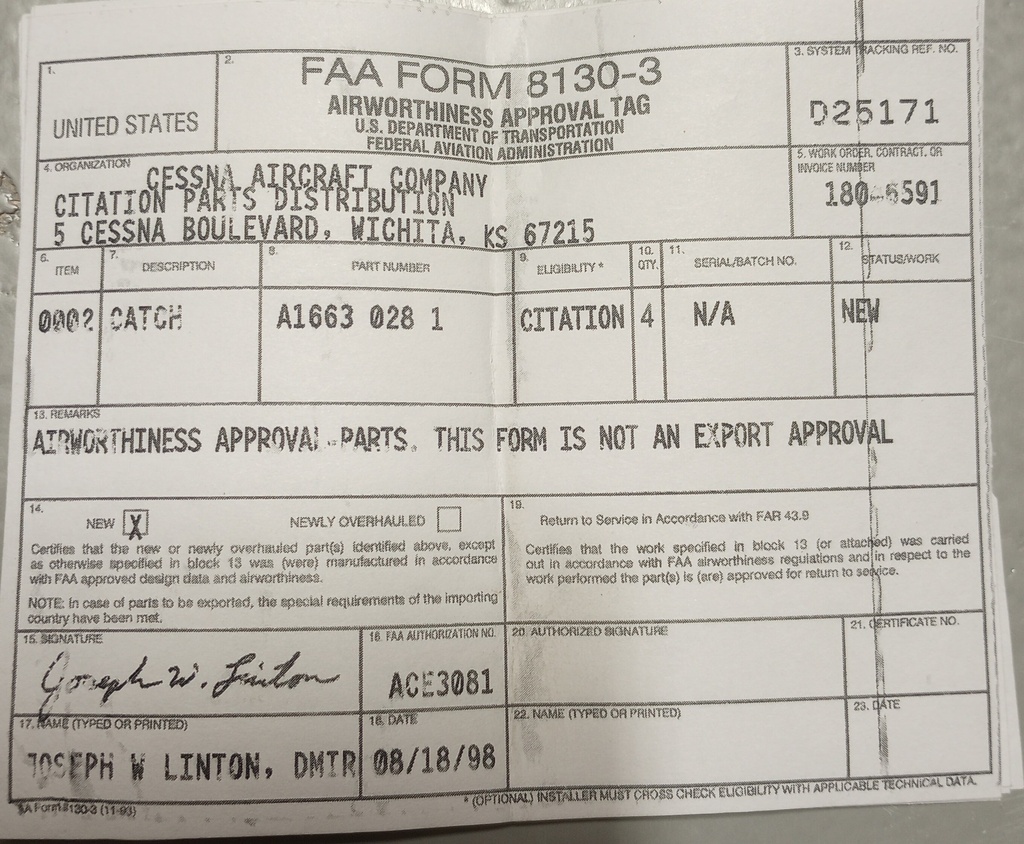 1.
UNITED STATES
2.
FAA FORM 8130-3
AIRWORTHINESS APPROVAL TAG
U.S. DEPARTMENT OF TRANSPORTATION
FEDERAL AVIATION ADMINISTRATION
3. SYSTEM TRACKING REF. NO.
D25171
4. ORGANIZATION
CESSNA AIRCRAFT COMPANY
CITATION PARTS DISTRIBUTION
5 CESSNA BOULEVARD, WICHITA, KS 67215
5. WORK ORDER, CONTRACT, OR
INVOICE NUMBER
6. ITEM
7. DESCRIPTION
8. PART NUMBER
9. ELIGIBILITY *
10. QTY.
11. SERIAL/BATCH NO.
12. STATUS/WORK
0002 CATCH A1663 028 1 CITATION 4 N/A NEW
13. REMARKS
AIRWORTHINESS APPROVAL-PARTS. THIS FORM IS NOT AN EXPORT APPROVAL
14.
NEW X NEWLY OVERHAULED
Certifies that the new or newly overhauled part(s) identified above, except
as otherwise specified in block 13 was (were) manufactured in accordance
with FAA approved design data and airworthiness.
NOTE: In case of parts to be exported, the special requirements of the importing
country have been met.
19.
Return to Service in Accordance with FAR 43.9
Certifies that the work specified in block 13 (or attached) was carried
out in accordance with FAA airworthiness regulations and in respect to the
work performed the part(s) is (are) approved for return to service.
15. SIGNATURE
Joseph W. Linton
16. FAA AUTHORIZATION NO.
ACE3081
20. AUTHORIZED SIGNATURE
21. CERTIFICATE NO.
17. NAME (TYPED OR PRINTED)
JOSEPH W LINTON, DMIR
18. DATE
08/18/98
22. NAME (TYPED OR PRINTED)
23. DATE
FAA Form 8130-3 (11-93)
* (OPTIONAL) INSTALLER MUST CROSS CHECK ELIGIBILITY WITH APPLICABLE TECHNICAL DATA.